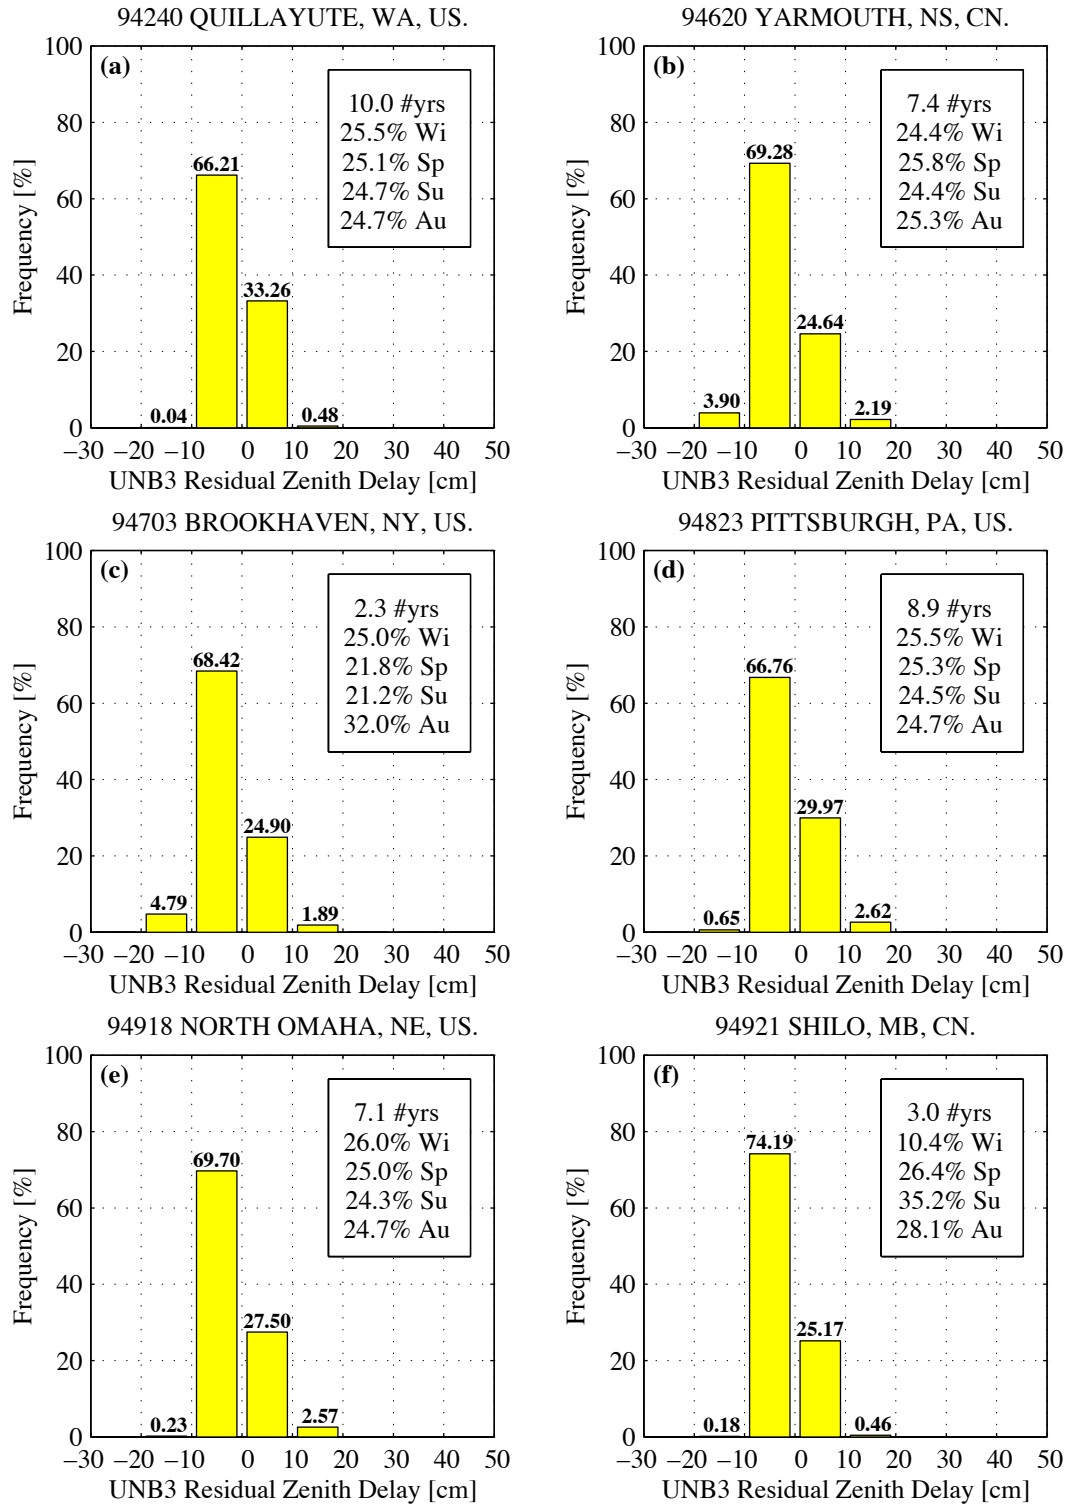 94240 QUILLAYUTE, WA, US.
(a)
10.0 #yrs
25.5% Wi
25.1% Sp
24.7% Su
24.7% Au
100
80
60
40
20
0
Frequency [%]
0.04
66.21
33.26
0.48
−30 −20 −10 0 10 20 30 40 50
UNB3 Residual Zenith Delay [cm]
94620 YARMOUTH, NS, CN.
(b)
7.4 #yrs
24.4% Wi
25.8% Sp
24.4% Su
25.3% Au
100
80
60
40
20
0
Frequency [%]
3.90
69.28
24.64
2.19
−30 −20 −10 0 10 20 30 40 50
UNB3 Residual Zenith Delay [cm]
94703 BROOKHAVEN, NY, US.
(c)
2.3 #yrs
25.0% Wi
21.8% Sp
21.2% Su
32.0% Au
100
80
60
40
20
0
Frequency [%]
4.79
68.42
24.90
1.89
−30 −20 −10 0 10 20 30 40 50
UNB3 Residual Zenith Delay [cm]
94823 PITTSBURGH, PA, US.
(d)
8.9 #yrs
25.5% Wi
25.3% Sp
24.5% Su
24.7% Au
100
80
60
40
20
0
Frequency [%]
0.65
66.76
29.97
2.62
−30 −20 −10 0 10 20 30 40 50
UNB3 Residual Zenith Delay [cm]
94918 NORTH OMAHA, NE, US.
(e)
7.1 #yrs
26.0% Wi
25.0% Sp
24.3% Su
24.7% Au
100
80
60
40
20
0
Frequency [%]
0.23
69.70
27.50
2.57
−30 −20 −10 0 10 20 30 40 50
UNB3 Residual Zenith Delay [cm]
94921 SHILO, MB, CN.
(f)
3.0 #yrs
10.4% Wi
26.4% Sp
35.2% Su
28.1% Au
100
80
60
40
20
0
Frequency [%]
0.18
74.19
25.17
0.46
−30 −20 −10 0 10 20 30 40 50
UNB3 Residual Zenith Delay [cm]